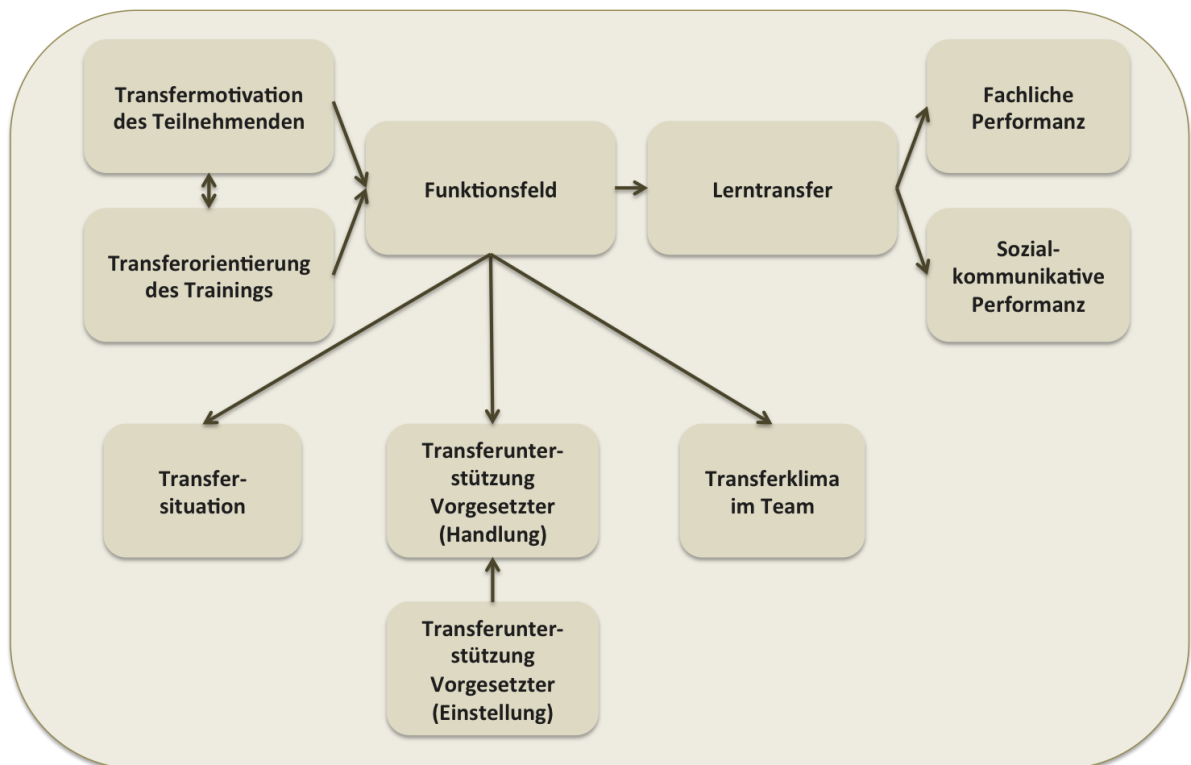 Transfermotivation
des Teilnehmenden
Transferorientierung
des Trainings
Funktionsfeld
Lerntransfer
Fachliche
Performanz
Sozial-
kommunikative
Performanz
Transfer-
situation
Transferunter-
stützung
Vorgesetzter
(Handlung)
Transferklima
im Team
Transferunter-
stützung
Vorgesetzter
(Einstellung)